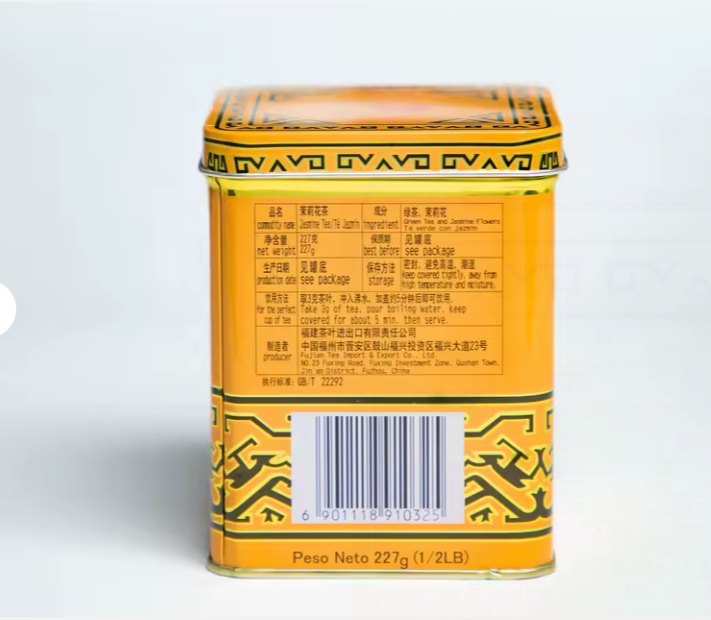 品名 茉莉花茶 成分 绿茶、茉莉花
commodity name Jasmine Tea/Té Jazmín ingredient Green Tea and Jasmine Flowers
Té verde con jazmín
净含量 227克 保质期 见罐底
net weight 227g best before see package
生产日期 见罐底 保存方法 密封、避免高温、潮湿
production date see package storage keep covered tightly, away from
high temperature and moisture.
饮用方法 取3克茶叶，冲入沸水，加盖约5分钟后即可饮用.
for the perfect Take 3g of tea, pour boiling water, keep
cup of tea covered for about 5 min, then serve.
福建茶叶进出口有限责任公司
制造者 中国福州市晋安区鼓山福兴投资区福兴大道23号
producer Fujian Tea Import & Export Co., Ltd.
NO.23 Fuxing Road, Fuxing Investment Zone, Gushan Town,
Jin'an District, Fuzhou, China
执行标准: GB/T 22292
6 901118 910325
Peso Neto 227g (1/2LB)